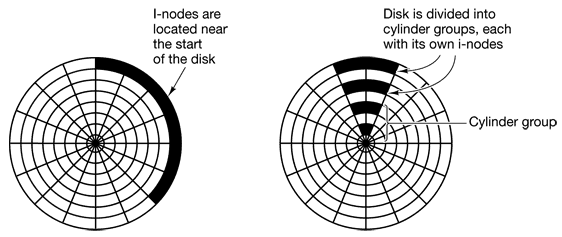 I-nodes are
located near
the start
of the disk
Disk is divided into
cylinder groups, each
with its own i-nodes
Cylinder group